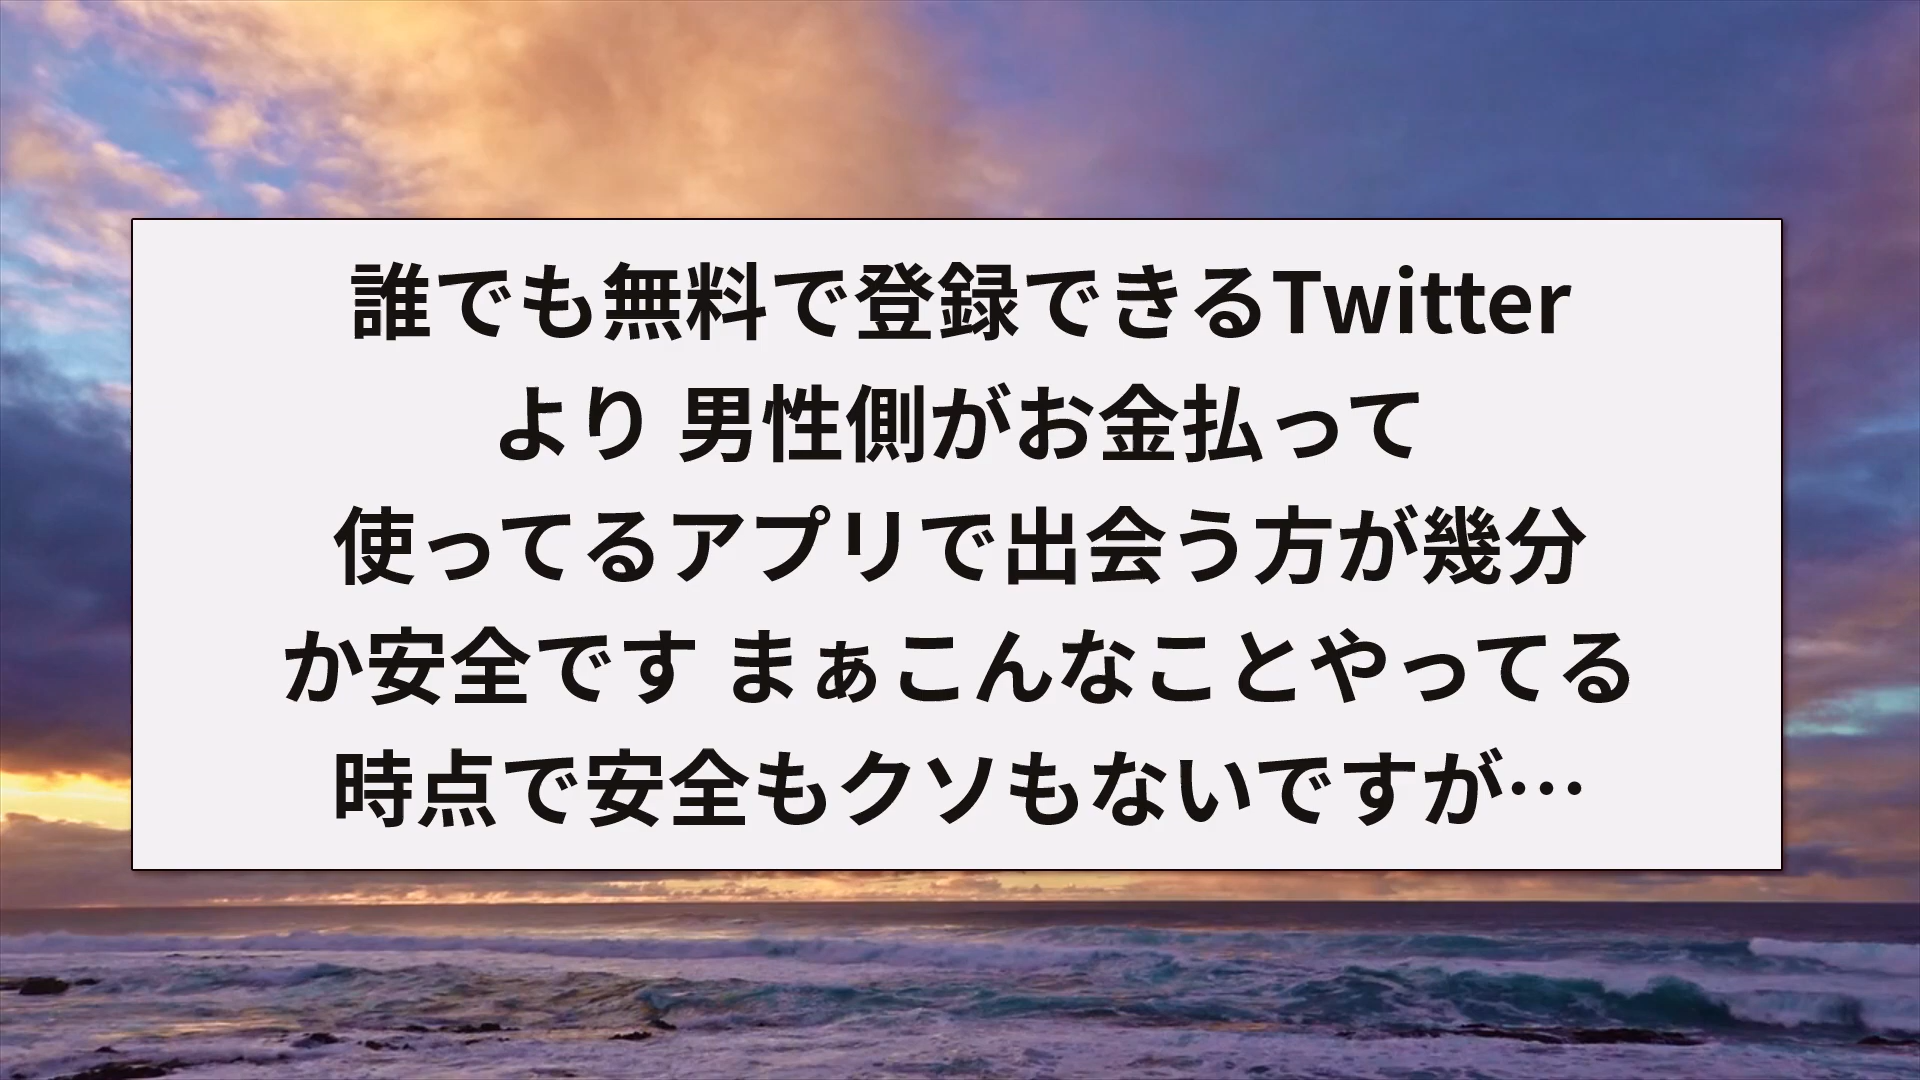 誰でも無料で登録できるTwitter
より 男性側がお金払って
使ってるアプリで出会う方が幾分
か安全です まぁこんなことやってる
時点で安全もクソもないですが…